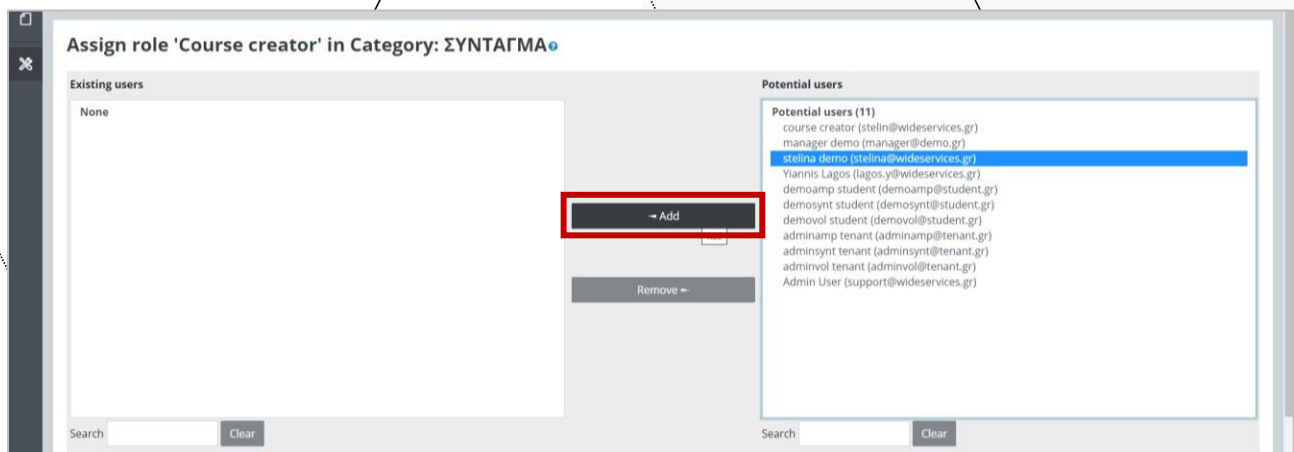 Assign role 'Course creator' in Category: ΣΥΝΤΑΓΜΑ
Existing users
None
Search Clear
Add
Remove
Potential users
Potential users (11)
course creator (stelin@wideservices.gr)
manager demo (manager@demo.gr)
stelina demo (stelina@wideservices.gr)
Yiannis Lagos (lagos.y@wideservices.gr)
demoamp student (demoamp@student.gr)
demosynt student (demosynt@student.gr)
demovol student (demovol@student.gr)
adminamp tenant (adminamp@tenant.gr)
adminsynt tenant (adminsynt@tenant.gr)
adminvol tenant (adminvol@tenant.gr)
Admin User (support@wideservices.gr)
Search Clear